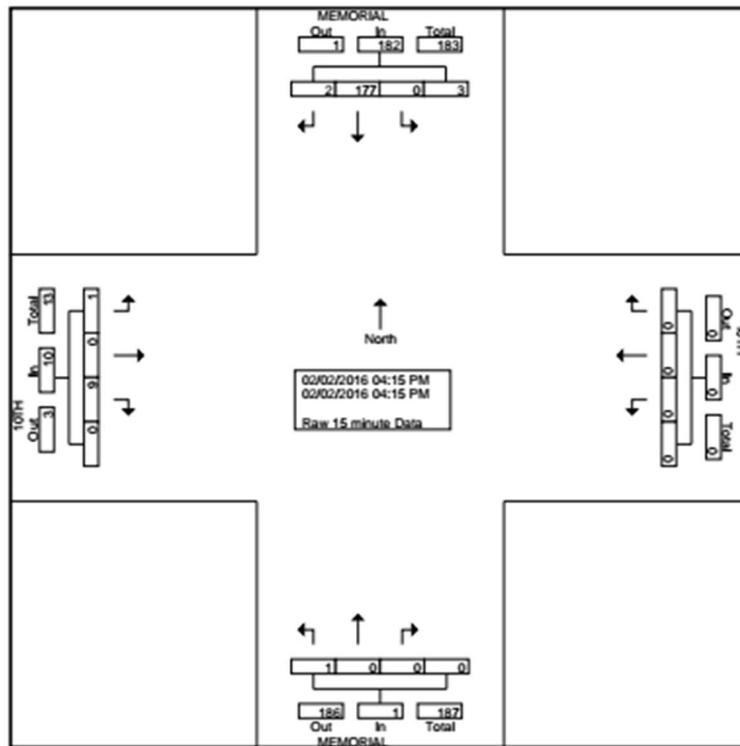 MEMORIAL
Out In Total
1 182 183
2 177 0 3
Total 13
In 10
Out 3
10TH
1 0 9 0
North
02/02/2016 04:15 PM
02/02/2016 04:15 PM
Raw 15 minute Data
0 0 0 0
Out 0
In 0
Total 0
1 0 0 0
186 1 187
Out In Total
MEMORIAL